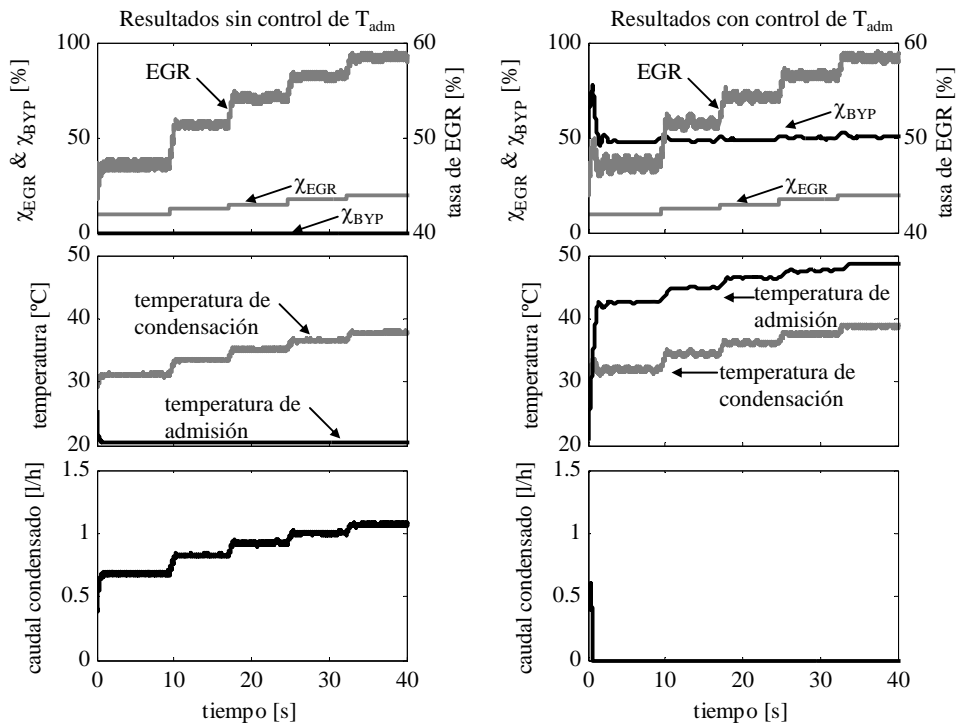 Resultados sin control de T_adm
χ_EGR & χ_BYP [%]
100
50
0
EGR
χ_EGR
χ_BYP
60
50
40
tasa de EGR [%]
temperatura [ºC]
50
40
30
20
temperatura de
condensación
temperatura de
admisión
caudal condensado [l/h]
1.5
1
0.5
0
0
10
20
30
40
tiempo [s]
Resultados con control de T_adm
χ_EGR & χ_BYP [%]
100
50
0
EGR
χ_BYP
χ_EGR
60
50
40
tasa de EGR [%]
temperatura [ºC]
50
40
30
20
temperatura de
admisión
temperatura de
condensación
caudal condensado [l/h]
1.5
1
0.5
0
0
10
20
30
40
tiempo [s]